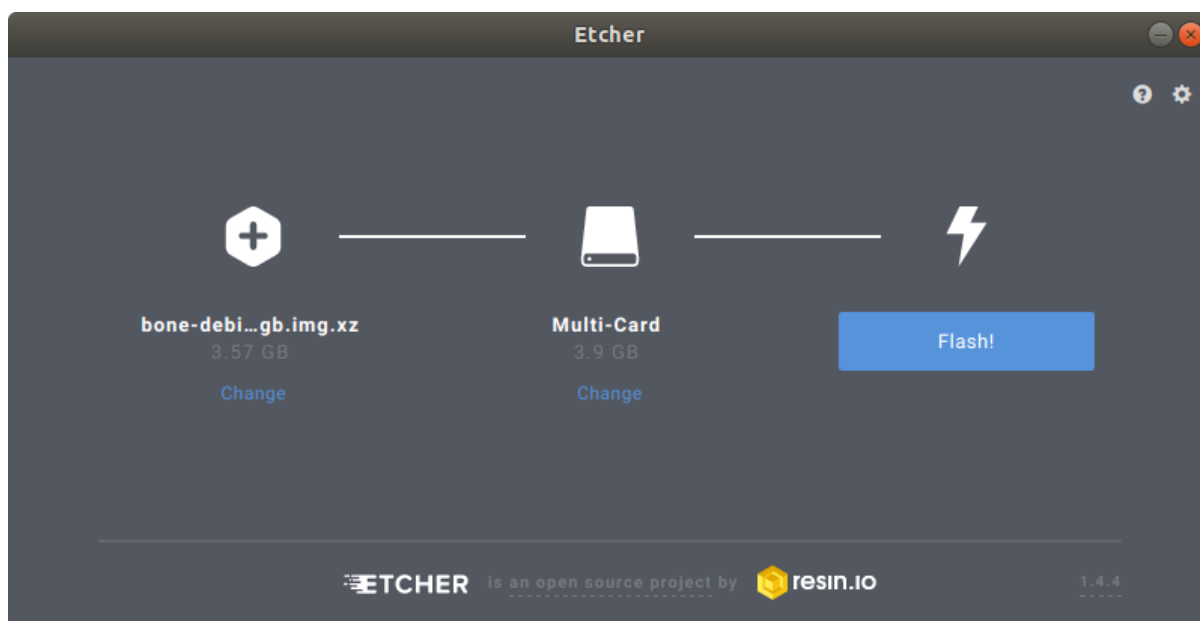 Etcher
bone-debi...gb.img.xz
3.57 GB
Change
Multi-Card
3.9 GB
Change
Flash!
ETCHER is an open source project by resin.io 1.4.4